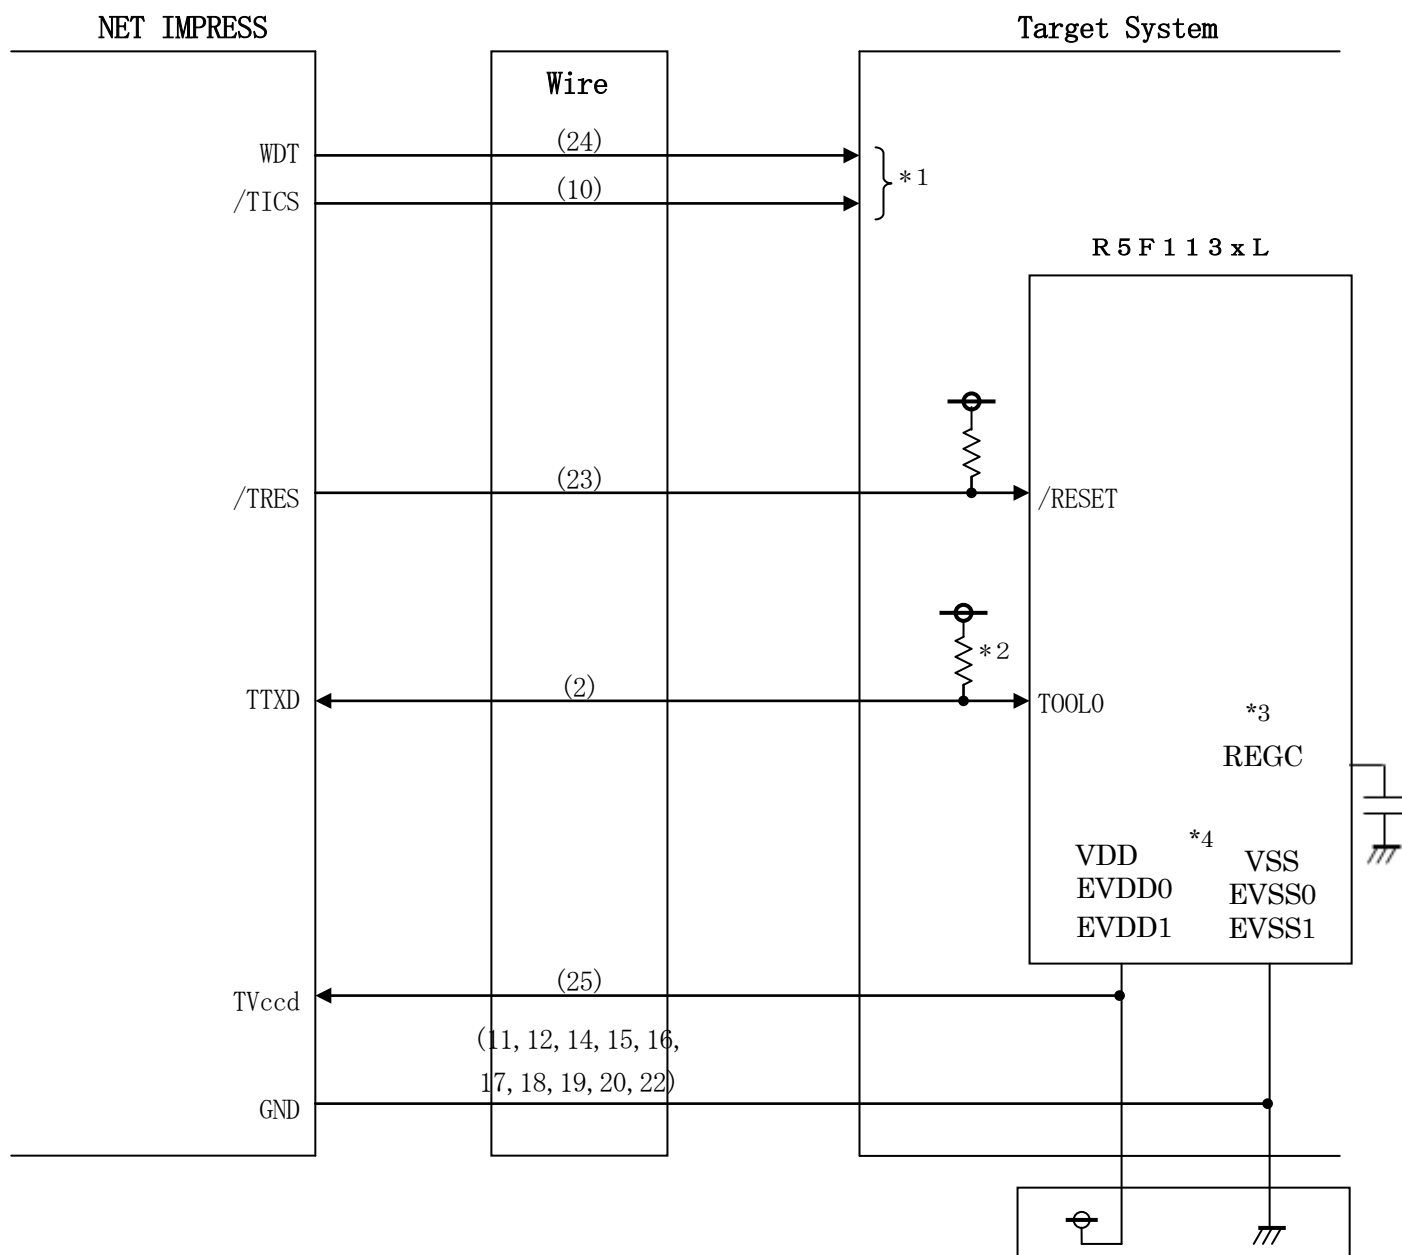 NET IMPRESS
Target System
Wire
WDT
(24)
*1
/TICS
(10)
R5F113xL
/TRES
(23)
/RESET
*2
TTXD
(2)
TOOL0
*3
REGC
*4
VDD
VSS
EVDD0
EVSS0
EVDD1
EVSS1
TVccd
(25)
(11, 12, 14, 15, 16,
17, 18, 19, 20, 22)
GND